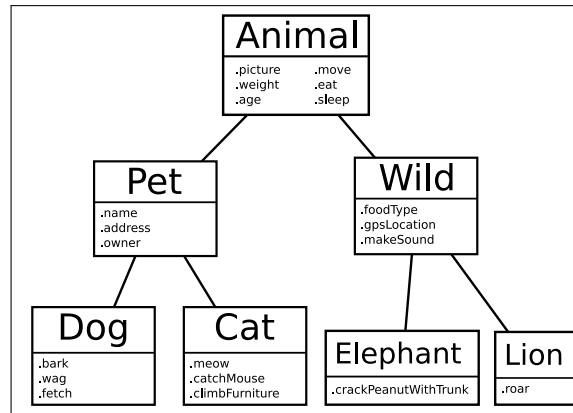 Animal
.picture .move
.weight .eat
.age .sleep
Pet
.name
.address
.owner
Wild
.foodType
.gpsLocation
.makeSound
Dog
.bark
.wag
.fetch
Cat
.meow
.catchMouse
.climbFurniture
Elephant
.crackPeanutWithTrunk
Lion
.roar